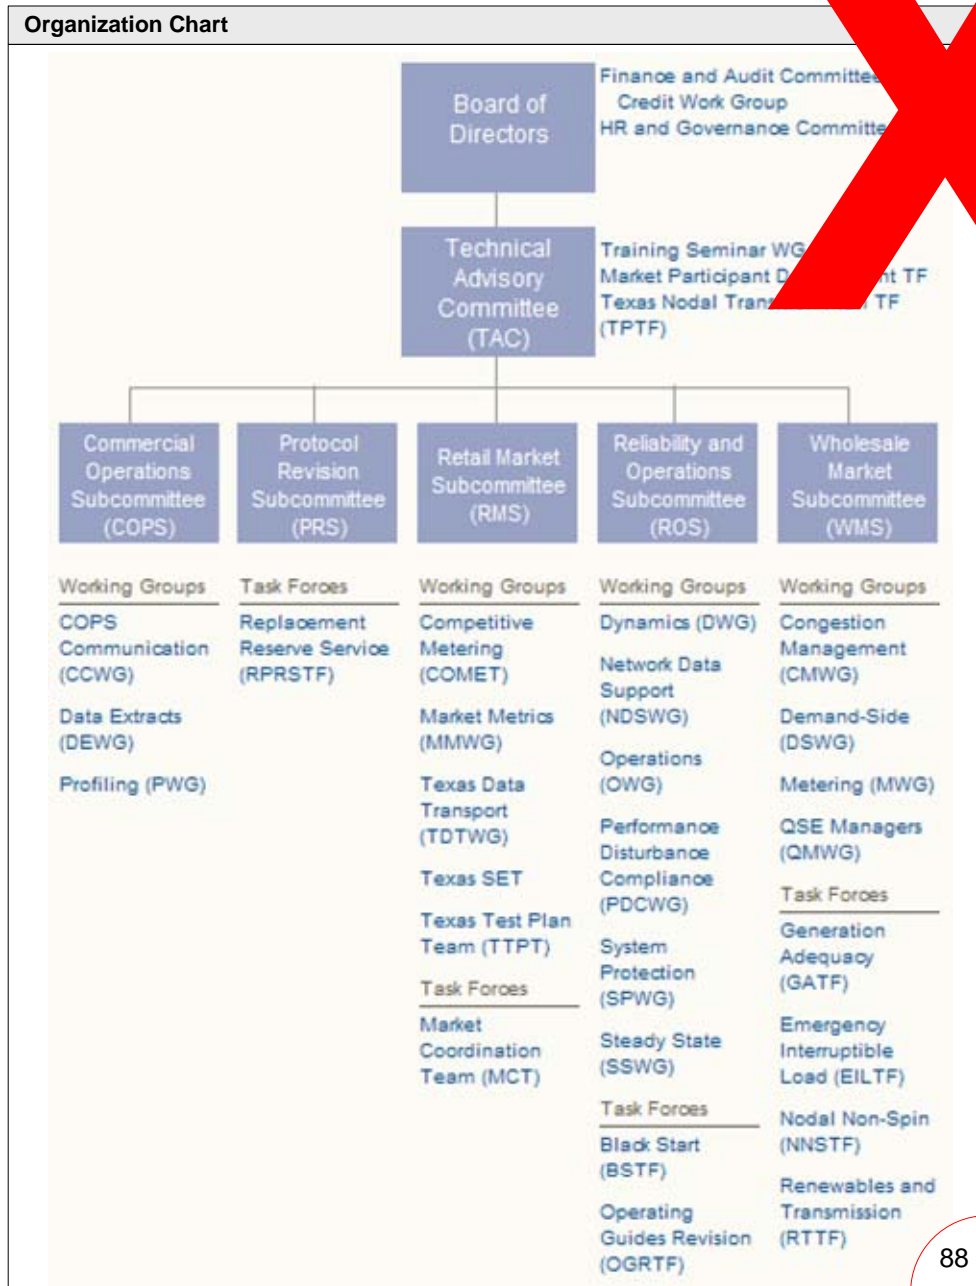 Organization Chart
Board of
Directors
Finance and Audit Committee
Credit Work Group
HR and Governance
Technical
Advisory
Committee
(TAC)
Training Seminar WG
Market Participant TF
Texas Nodal TF
(TPTF)
Commercial
Operations
Subcommittee
(COPS)
Protocol
Revision
Subcommittee
(PRS)
Retail Market
Subcommittee
(RMS)
Reliability and
Operations
Subcommittee
(ROS)
Wholesale
Market
Subcommittee
(WMS)
Working Groups
COPS
Communication
(CCWG)
Data Extracts
(DEWG)
Profiling (PWG)
Task Forces
Replacement
Reserve Service
(RPRSTF)
Working Groups
Competitive
Metering
(COMET)
Market Metrics
(MMWG)
Texas Data
Transport
(TDTWG)
Texas SET
Texas Test Plan
Team (TTPT)
Task Forces
Market
Coordination
Team (MCT)
Working Groups
Dynamics (DWG)
Network Data
Support
(NDSWG)
Operations
(OWG)
Performance
Disturbance
Compliance
(PDCWG)
System
Protection
(SPWG)
Steady State
(SSWG)
Task Forces
Black Start
(BSTF)
Operating
Guides Revision
(OGRTF)
Working Groups
Congestion
Management
(CMWG)
Demand-Side
(DSWG)
Metering (MWG)
QSE Managers
(QMWG)
Task Forces
Generation
Adequacy
(GATF)
Emergency
Interruptible
Load (EILTF)
Nodal Non-Spin
(NNSTF)
Renewables and
Transmission
(RTTF)
88